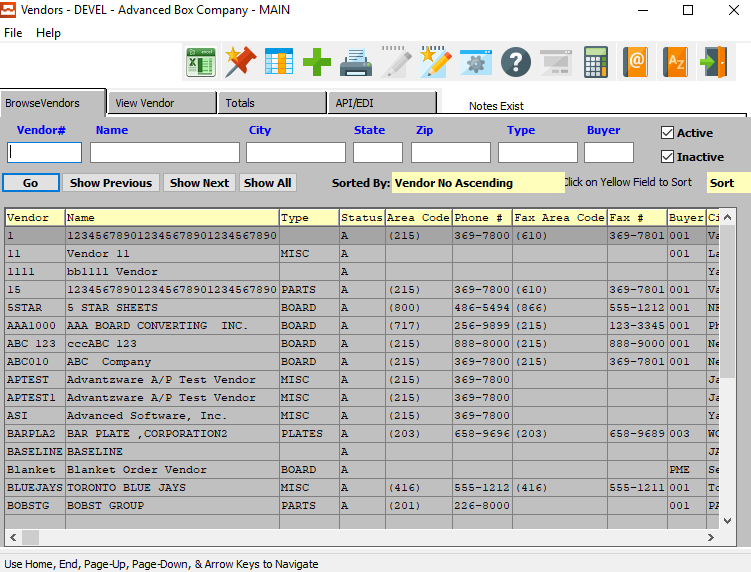 Vendors - DEVEL - Advanced Box Company - MAIN
File Help
excel
@ AZ
BrowseVendors View Vendor Totals API/EDI Notes Exist
Vendor# Name City State Zip Type Buyer Active
Inactive
Go Show Previous Show Next Show All Sorted By: Vendor No Ascending Click on Yellow Field to Sort Sort
Vendor Name Type Status Area Code Phone # Fax Area Code Fax # Buyer Ci
1 123456789012345678901234567890 A (215) 369-7800 (610) 369-7801 001 Va
11 Vendor 11 MISC A 001 La
1111 bb1111 Vendor A Ya
15 123456789012345678901234567890 PARTS A (215) 369-7800 (610) 369-7801 001 Va
5STAR 5 STAR SHEETS BOARD A (800) 486-5494 (866) 555-1212 001 NE
AAA1000 AAA BOARD CONVERTING INC. BOARD A (717) 256-9899 (215) 123-3345 001 Ph
ABC 123 cccABC 123 BOARD A (215) 888-8000 (215) 888-9000 001 Ne
ABC010 ABC Company BOARD A (215) 369-7800 (215) 369-7801 001 Ne
APTEST Advantzware A/P Test Vendor MISC A (215) 369-7800 Ja
APTEST1 Advantzware A/P Test Vendor MISC A (215) 369-7800 Ja
ASI Advanced Software, Inc. MISC A (215) 369-7800 Ya
BARPLA2 BAR PLATE ,CORPORATION2 PLATES A (203) 658-9696 (203) 658-9689 003 WO
BASELINE BASELINE A JA
Blanket Blanket Order Vendor BOARD A PME Se
BLUEJAYS TORONTO BLUE JAYS MISC A (416) 555-1212 (416) 555-1211 001 To
BOBSTG BOBST GROUP PARTS A (201) 226-8000 001 PA
Use Home, End, Page-Up, Page-Down, & Arrow Keys to Navigate